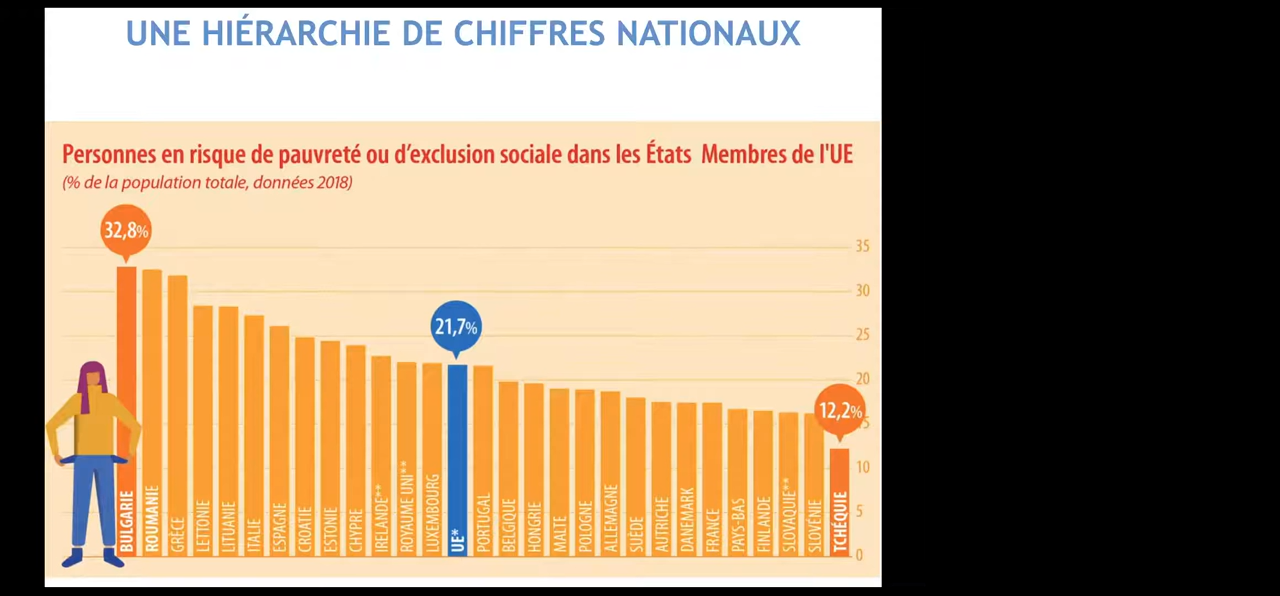 UNE HIÉRARCHIE DE CHIFFRES NATIONAUX
Personnes en risque de pauvreté ou d'exclusion sociale dans les États Membres de l'UE
(% de la population totale, données 2018)
32,8%
21,7%
12,2%
35
30
25
20
5
10
5
0
BULGARIE
ROUMANIE
GRÈCE
LETTONIE
LITUANIE
ITALIE
ESPAGNE
CROATIE
ESTONIE
CHYPRE
IRELANDE**
ROYAUME UNI**
LUXEMBOURG
UE*
PORTUGAL
BELGIQUE
HONGRIE
MALTE
POLOGNE
ALLEMAGNE
SUÈDE
AUTRICHE
DANEMARK
FRANCE
PAYS-BAS
FINLANDE
SLOVAQUIE**
SLOVÉNIE
TCHÉQUIE